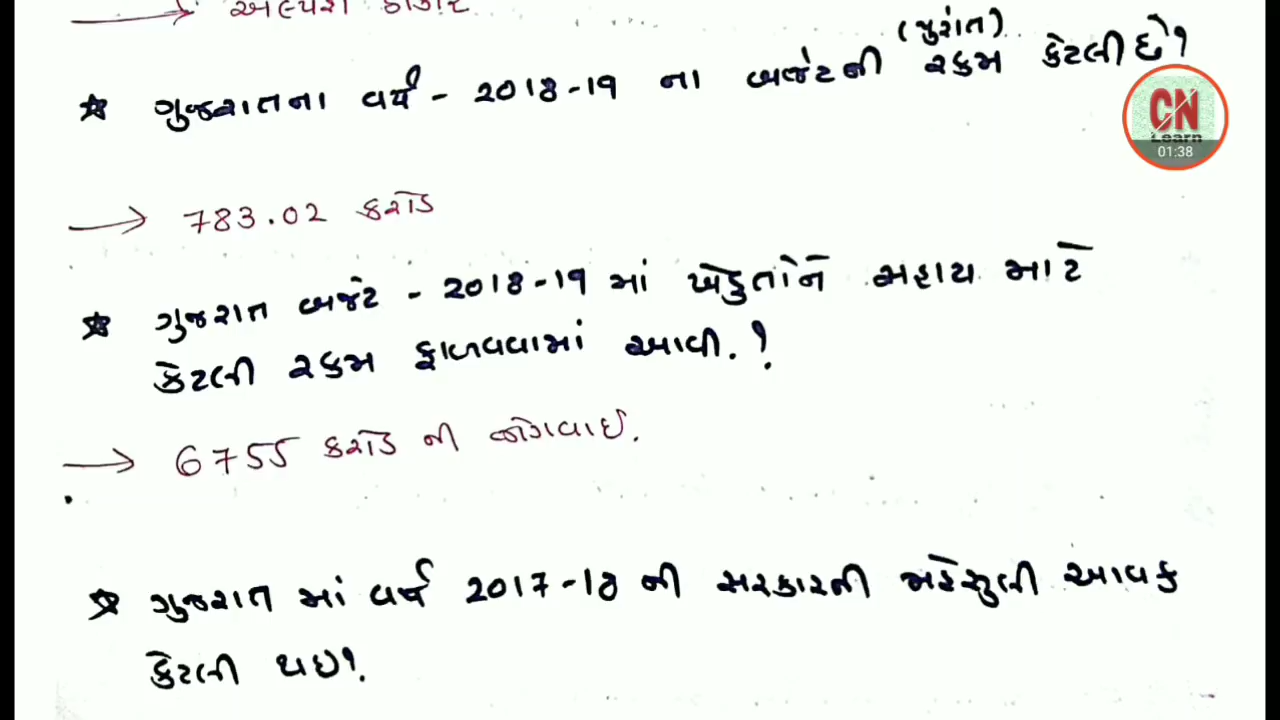 → અલ્પેશ ઠાકોર
(પુરાંત)
☆ ગુજરાતના વર્ષ - 2018-19 ના બજેટની રકમ કેટલી છે?
CN
Learn
01:38
→ 783.02 કરોડ
☆ ગુજરાત બજેટ - 2018-19 માં ખેડુતોને સહાય માટે
કેટલી રકમ ફાળવવામાં આવી.?
→ 6755 કરોડ ની જોગવાઈ.
☆ ગુજરાત માં વર્ષ 2017-18 ની સરકારની મહેસુલી આવક
કેટલી થઇ?